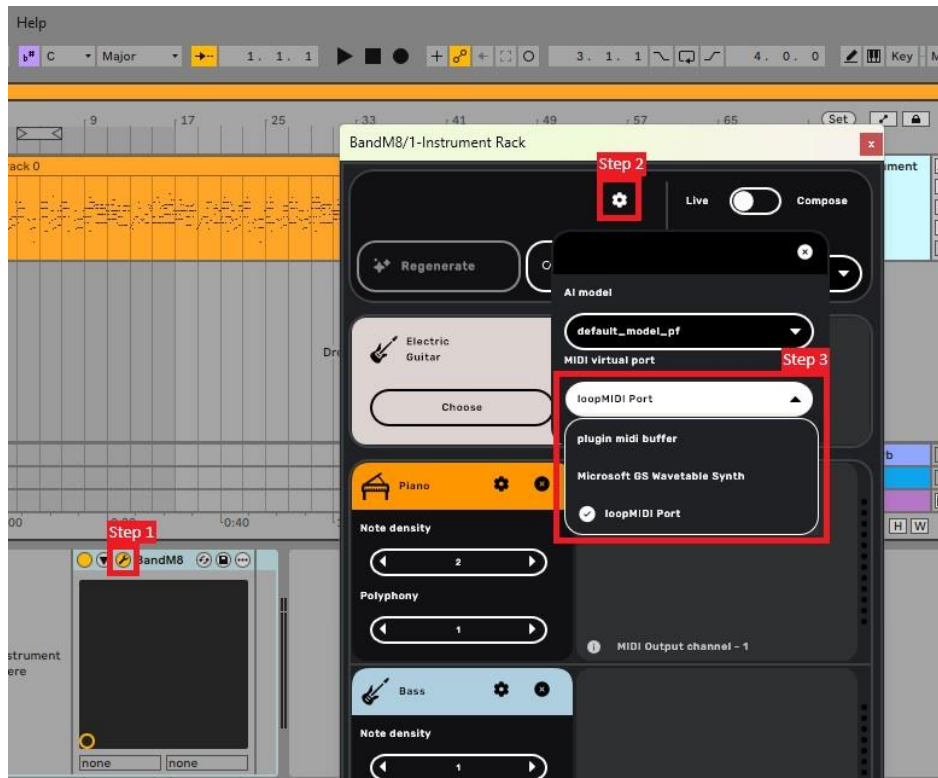 Help
b# C Major 1. 1. 1 3. 1. 1 4. 0. 0 Key
9 17 25 33 41 49 57 65 Set
BandM8/1-Instrument Rack x
ack 0
Step 2
ument
Live Compose
Regenerate
AI model
default_model_pf
Electric
Guitar
MIDI virtual port
Step 3
Choose
loopMIDI Port
plugin midi buffer
Microsoft GS Wavetable Synth
loopMIDI Port
Piano
Note density
2
Polyphony
1
MIDI Output channel - 1
0:40
H W
Step 1
BandM8
strument
ere
none none
Bass
Note density
1